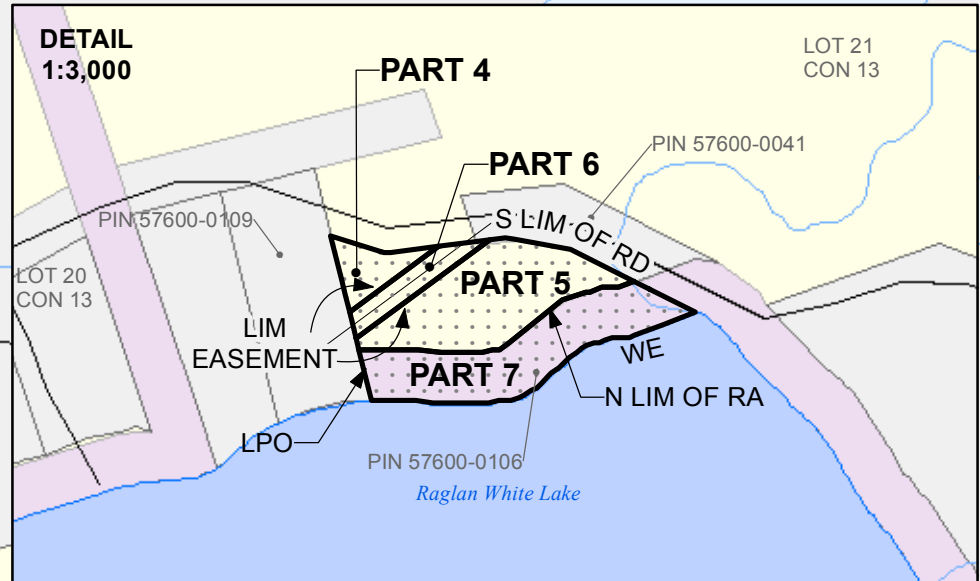 DETAIL
1:3,000
LOT 21
CON 13
PART 4
PIN 57600-0041
PART 6
PIN 57600-0109
S LIM OF RD
LOT 20
CON 13
PART 5
LIM
EASEMENT
WE
PART 7
N LIM OF RA
LPO
PIN 57600-0106
Raglan White Lake